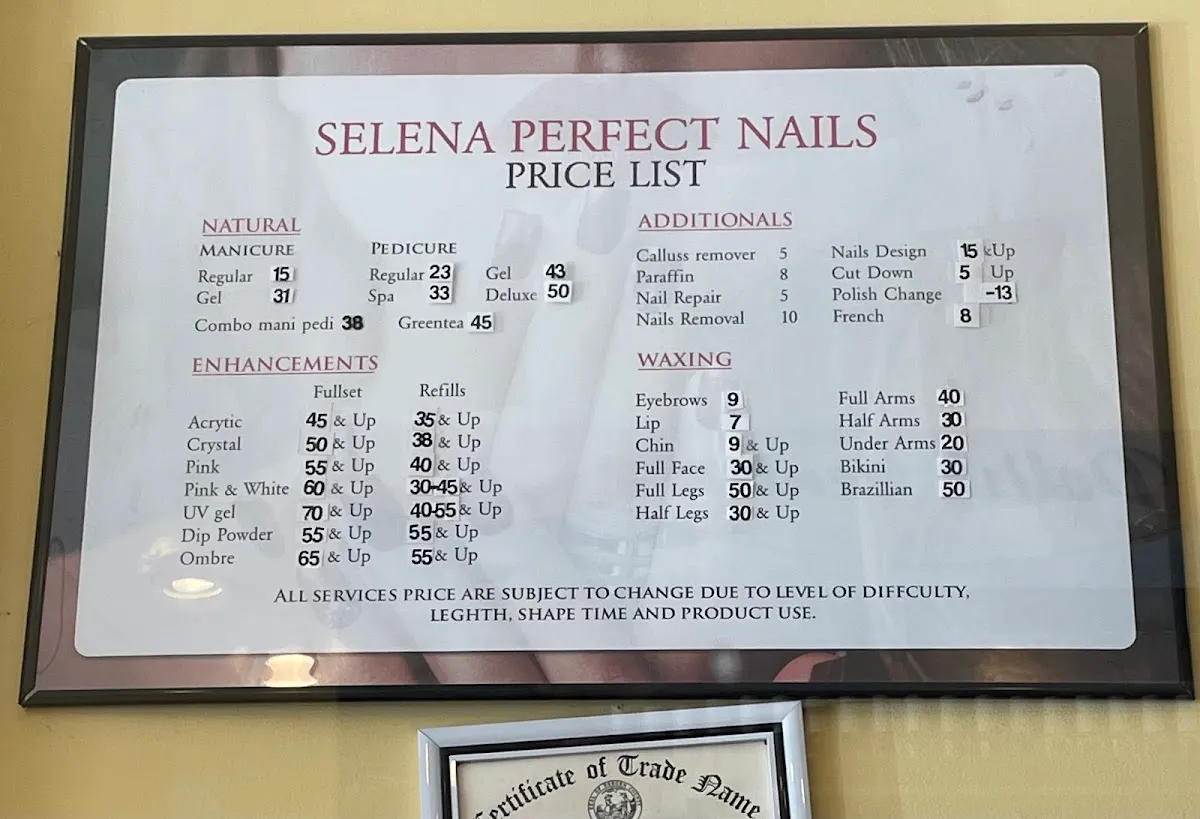 SELENA PERFECT NAILS
PRICE LIST
NATURAL
MANICURE PEDICURE
Regular 15 Regular 23 Gel 43
Gel 31 Spa 33 Deluxe 50
Combo mani pedi 38 Greentea 45
ENHANCEMENTS
Fullset Refills
Acrytic 45 & Up 35 & Up
Crystal 50 & Up 38 & Up
Pink 55 & Up 40 & Up
Pink & White 60 & Up 30-45 & Up
UV gel 70 & Up 40-55 & Up
Dip Powder 55 & Up 55 & Up
Ombre 65 & Up 55 & Up
ADDITIONALS
Calluss remover 5 Nails Design 15 & Up
Paraffin 8 Cut Down 5 Up
Nail Repair 5 Polish Change -13
Nails Removal 10 French 8
WAXING
Eyebrows 9 Full Arms 40
Lip 7 Half Arms 30
Chin 9 & Up Under Arms 20
Full Face 30 & Up Bikini 30
Full Legs 50 & Up Brazillian 50
Half Legs 30 & Up
ALL SERVICES PRICE ARE SUBJECT TO CHANGE DUE TO LEVEL OF DIFFCULTY,
LEGHTH, SHAPE TIME AND PRODUCT USE.
Certificate of Trade Name